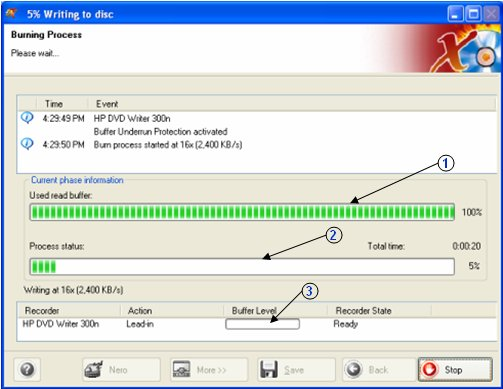 5% Writing to disc
Burning Process
Please wait...
Time Event
4:29:49 PM HP DVD Writer 300n
Buffer Underrun Protection activated
4:29:50 PM Burn process started at 16x (2,400 KB/s)
1
Current phase information
Used read buffer:
100%
2
Process status: Total time: 0:00:20
5%
Writing at 16x (2,400 KB/s)
3
Recorder Action Buffer Level Recorder State
HP DVD Writer 300n Lead-in Ready
? Nero More >> Save Back Stop